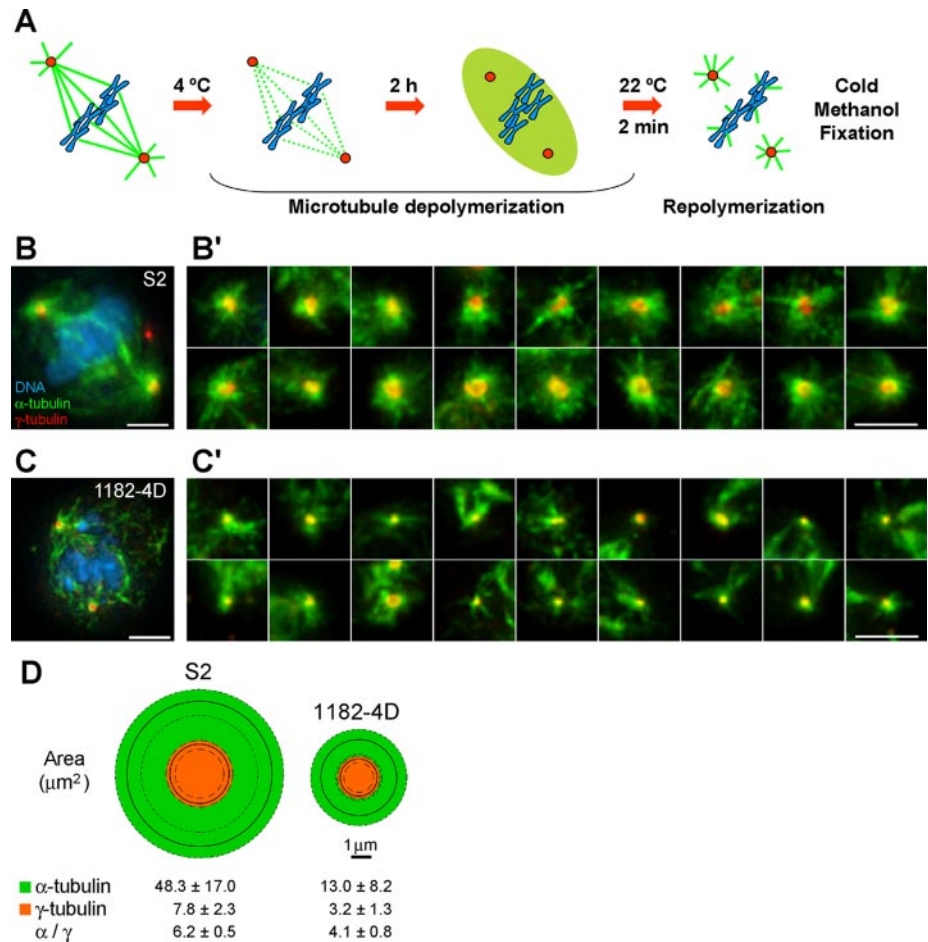 A
4 ºC
2 h
22 ºC
2 min
Cold
Methanol
Fixation
Microtubule depolymerization
Repolymerization
B
B'
S2
DNA
α-tubulin
γ-tubulin
C
C'
1182-4D
D
S2
1182-4D
Area
(μm²)
1μm
α-tubulin 48.3 ± 17.0 13.0 ± 8.2
γ-tubulin 7.8 ± 2.3 3.2 ± 1.3
α / γ 6.2 ± 0.5 4.1 ± 0.8